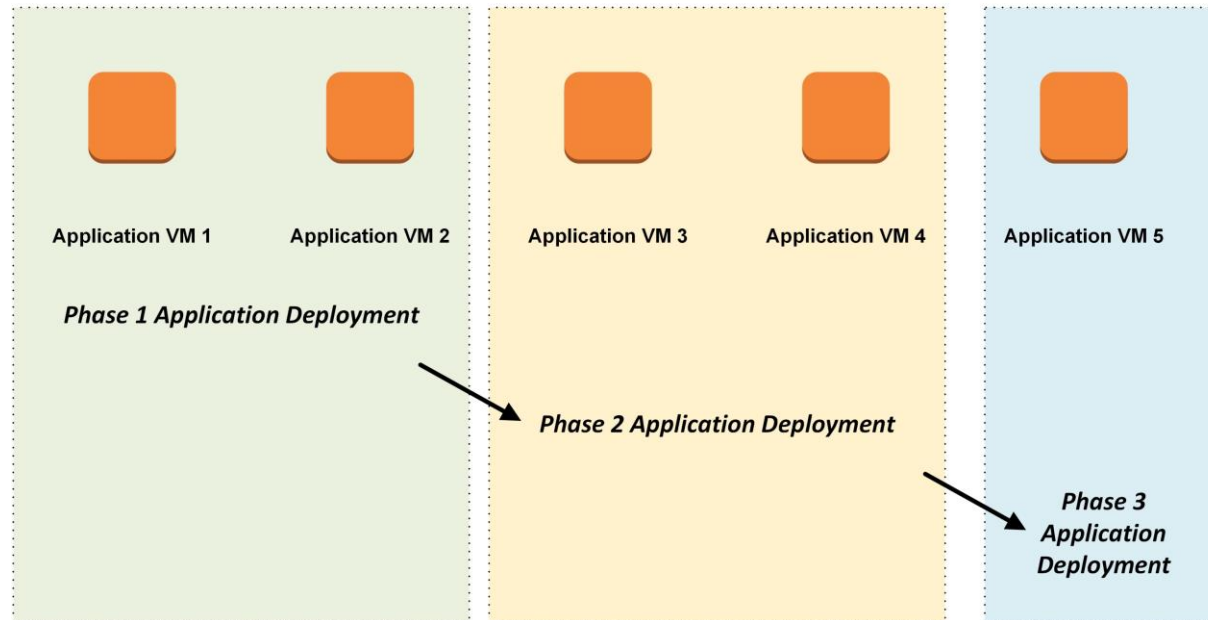 Application VM 1
Application VM 2
Application VM 3
Application VM 4
Application VM 5
Phase 1 Application Deployment
Phase 2 Application Deployment
Phase 3
Application
Deployment